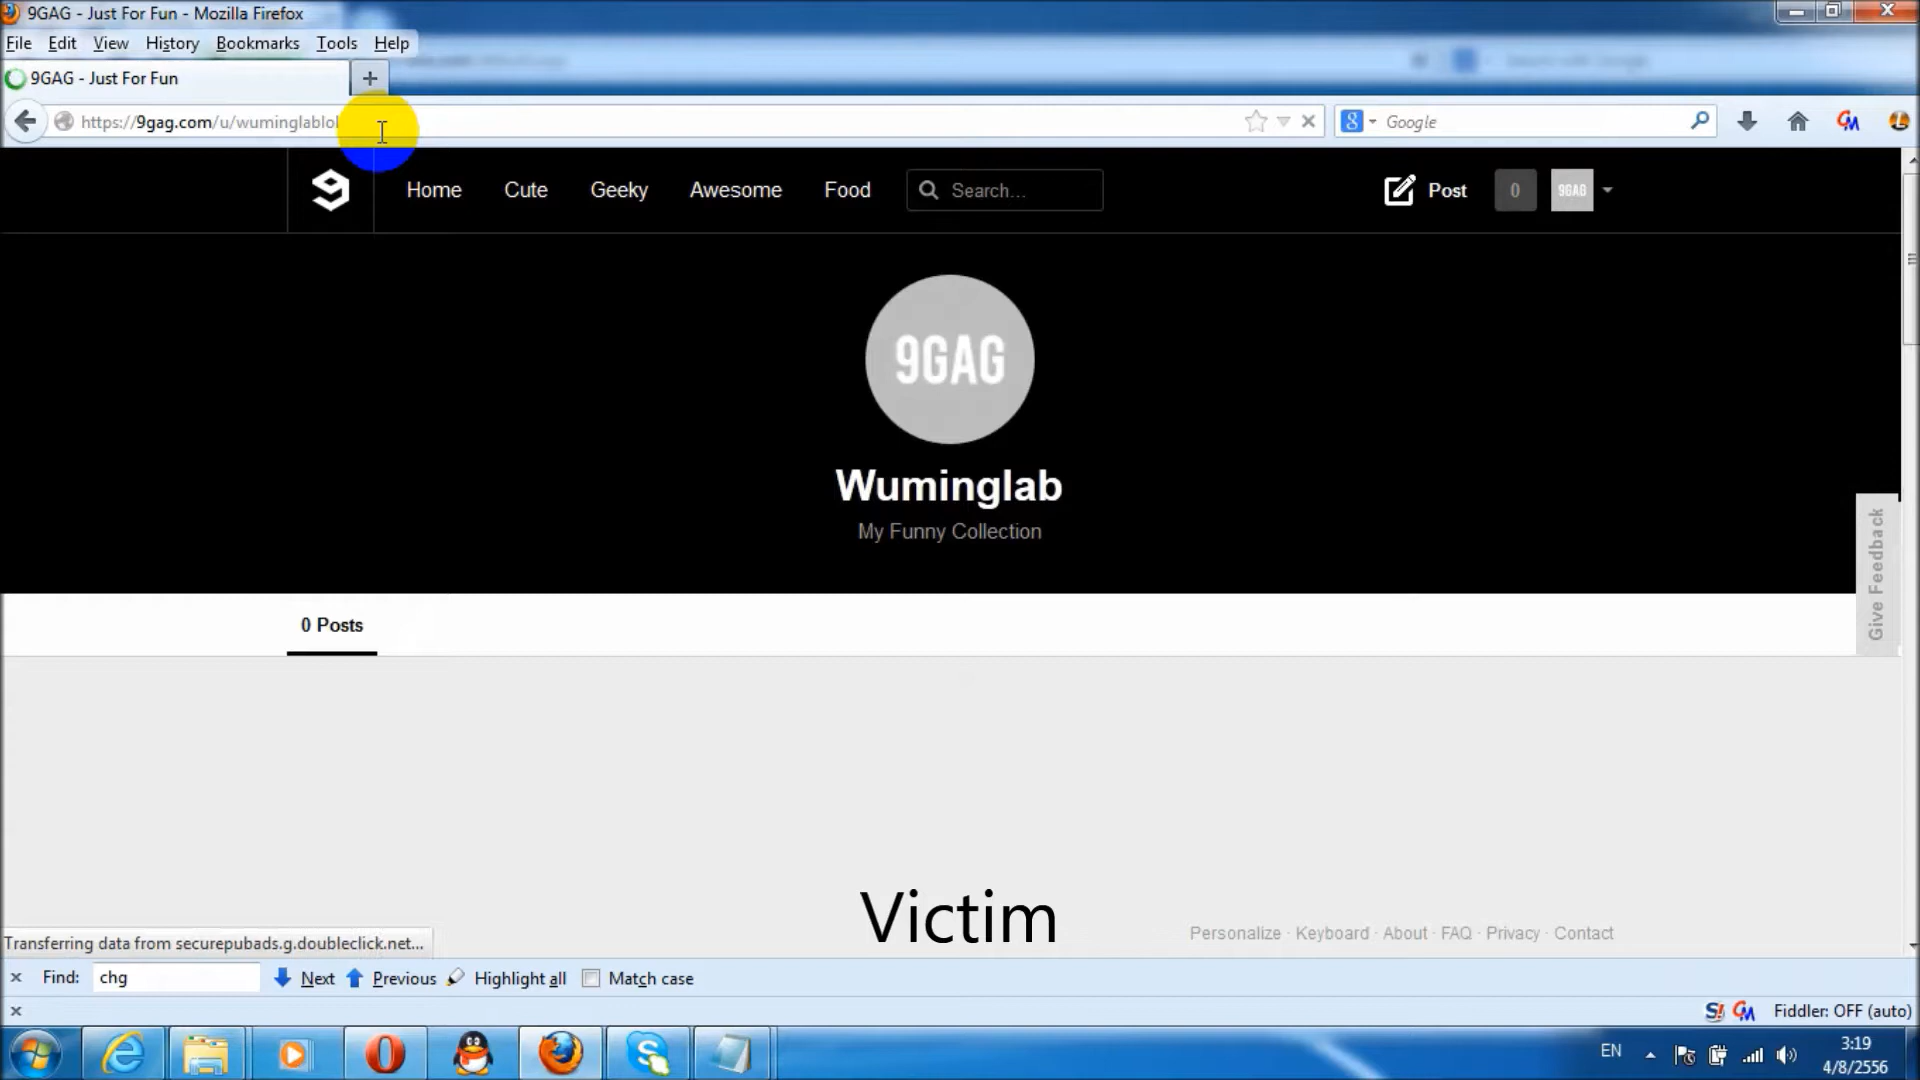 9GAG - Just For Fun - Mozilla Firefox
File Edit View History Bookmarks Tools Help
9GAG - Just For Fun
https://9gag.com/u/wuminglablol
Google
Home Cute Geeky Awesome Food Search... Post 0 9GAG
9GAG
Wuminglab
My Funny Collection
Give Feedback
0 Posts
Victim
Personalize · Keyboard · About · FAQ · Privacy · Contact
Transferring data from securepubads.g.doubleclick.net...
Find: chg Next Previous Highlight all Match case
Fiddler: OFF (auto)
EN
3:19
4/8/2556